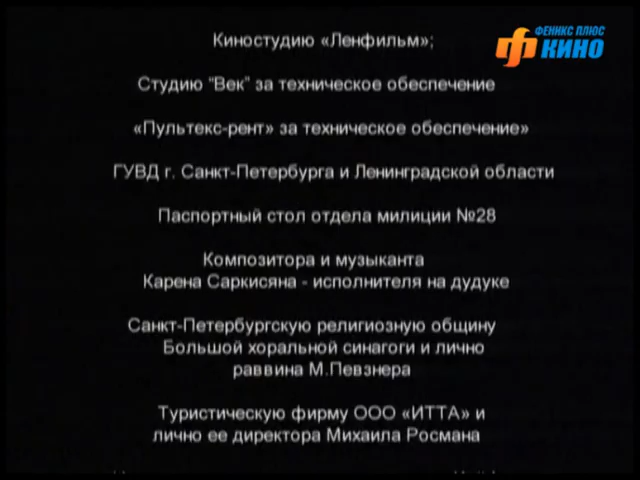 Киностудию «Ленфильм»;
ФЕНИКС ПЛЮС
КИНО
Студию "Век" за техническое обеспечение
«Пультекс-рент» за техническое обеспечение»
ГУВД г. Санкт-Петербурга и Ленинградской области
Паспортный стол отдела милиции №28
Композитора и музыканта
Карена Саркисяна - исполнителя на дудуке
Санкт-Петербургскую религиозную общину
Большой хоральной синагоги и лично
раввина М.Певзнера
Туристическую фирму ООО «ИТТА» и
лично ее директора Михаила Росмана